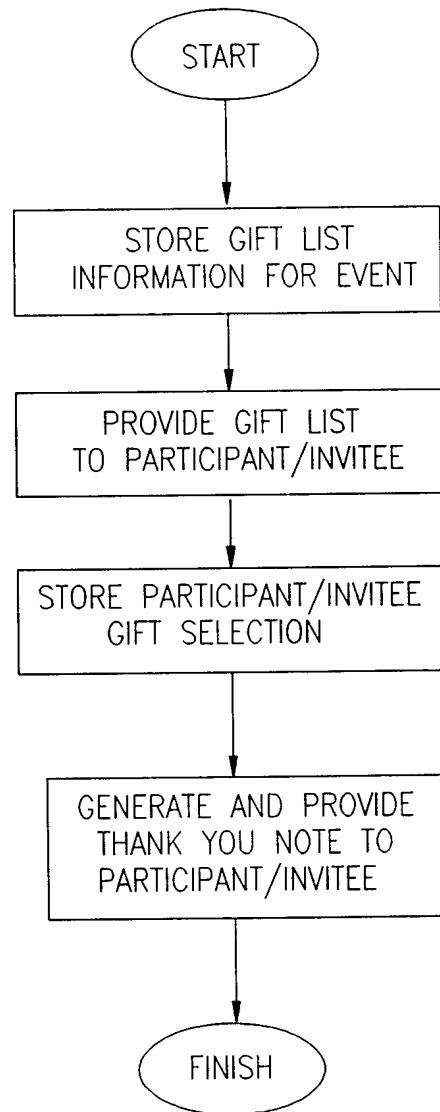 START
STORE GIFT LIST
INFORMATION FOR EVENT
PROVIDE GIFT LIST
TO PARTICIPANT/INVITEE
STORE PARTICIPANT/INVITEE
GIFT SELECTION
GENERATE AND PROVIDE
THANK YOU NOTE TO
PARTICIPANT/INVITEE
FINISH